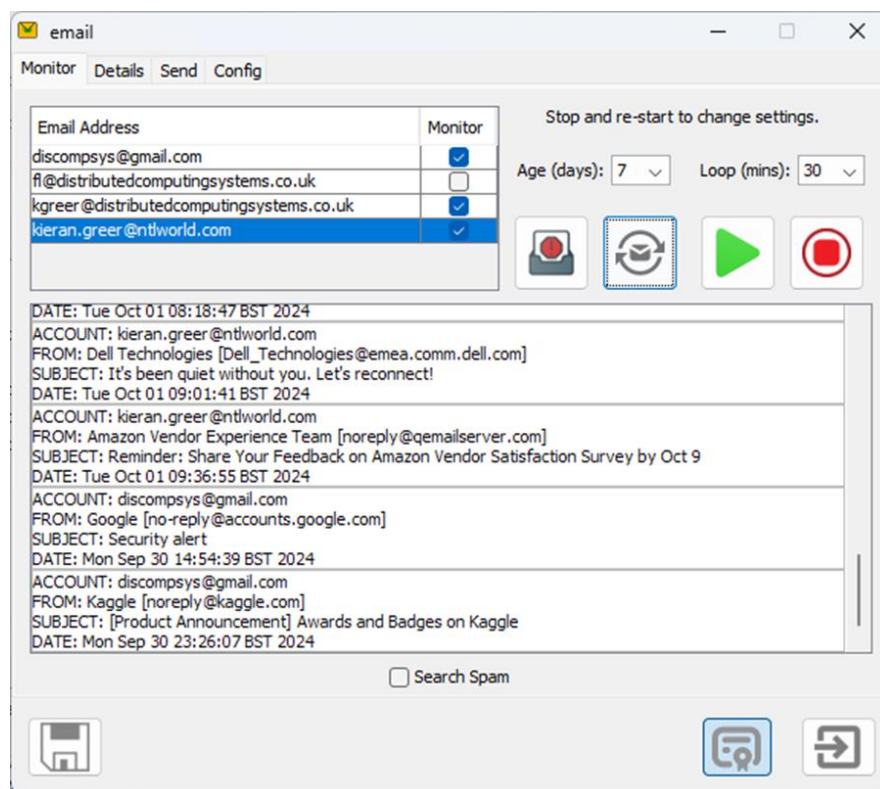 email
Monitor Details Send Config
Email Address Monitor
discompsys@gmail.com
fl@distributedcomputingsystems.co.uk
kgreer@distributedcomputingsystems.co.uk
kieran.greer@ntlworld.com
Stop and re-start to change settings.
Age (days): 7 Loop (mins): 30
DATE: Tue Oct 01 08:18:47 BST 2024
ACCOUNT: kieran.greer@ntlworld.com
FROM: Dell Technologies [Dell_Technologies@emea.comm.dell.com]
SUBJECT: It's been quiet without you. Let's reconnect!
DATE: Tue Oct 01 09:01:41 BST 2024
ACCOUNT: kieran.greer@ntlworld.com
FROM: Amazon Vendor Experience Team [noreply@qemailserver.com]
SUBJECT: Reminder: Share Your Feedback on Amazon Vendor Satisfaction Survey by Oct 9
DATE: Tue Oct 01 09:36:55 BST 2024
ACCOUNT: discompsys@gmail.com
FROM: Google [no-reply@accounts.google.com]
SUBJECT: Security alert
DATE: Mon Sep 30 14:54:39 BST 2024
ACCOUNT: discompsys@gmail.com
FROM: Kaggle [noreply@kaggle.com]
SUBJECT: [Product Announcement] Awards and Badges on Kaggle
DATE: Mon Sep 30 23:26:07 BST 2024
Search Spam